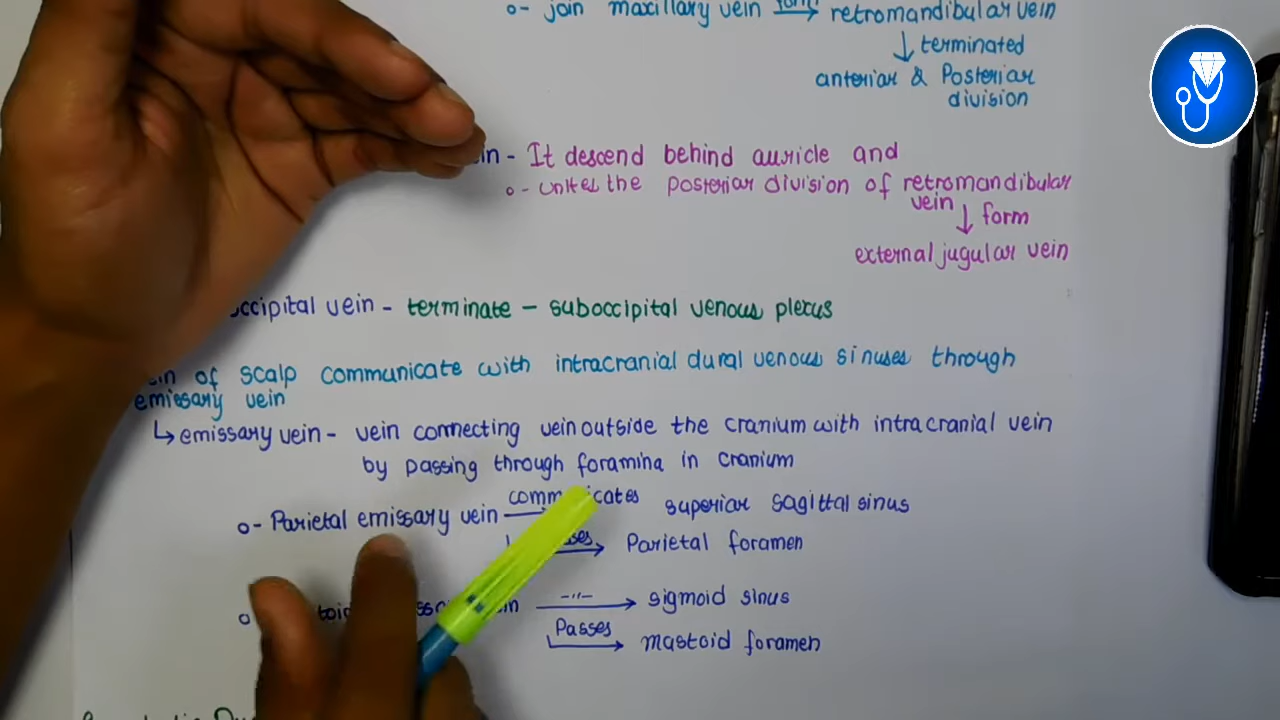 o- join maxillary vein form→ retromandibular vein
↓ terminated
anterior & Posterior
division
- It descend behind auricle and
o- unites the posterior division of retromandibular
vein ↓ form
external jugular vein
vein - terminate - suboccipital venous plexus
of scalp communicate with intracranial dural venous sinuses through
emissary vein
↳ emissary vein - vein connecting vein outside the cranium with intracranial vein
by passing through foramina in cranium
o- Parietal emissary vein → superior sagittal sinus
→ Parietal foramen
o -"- → sigmoid sinus
Passes → mastoid foramen